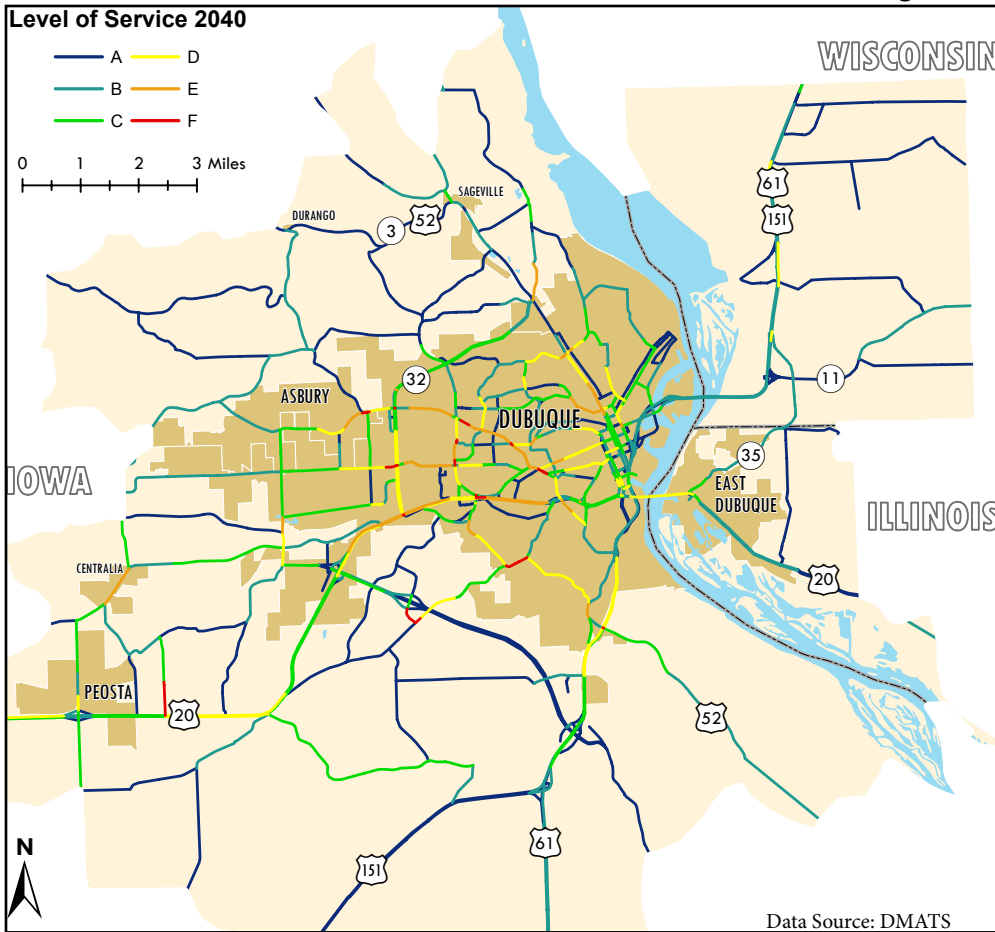 Level of Service 2040
A
D
B
E
C
F
0 1 2 3 Miles
WISCONSIN
SAGEVILLE
DURANGO
3
52
61
151
32
11
ASBURY
DUBUQUE
IOWA
35
EAST
DUBUQUE
ILLINOIS
CENTRALIA
20
PEOSTA
20
52
N
61
151
Data Source: DMATS